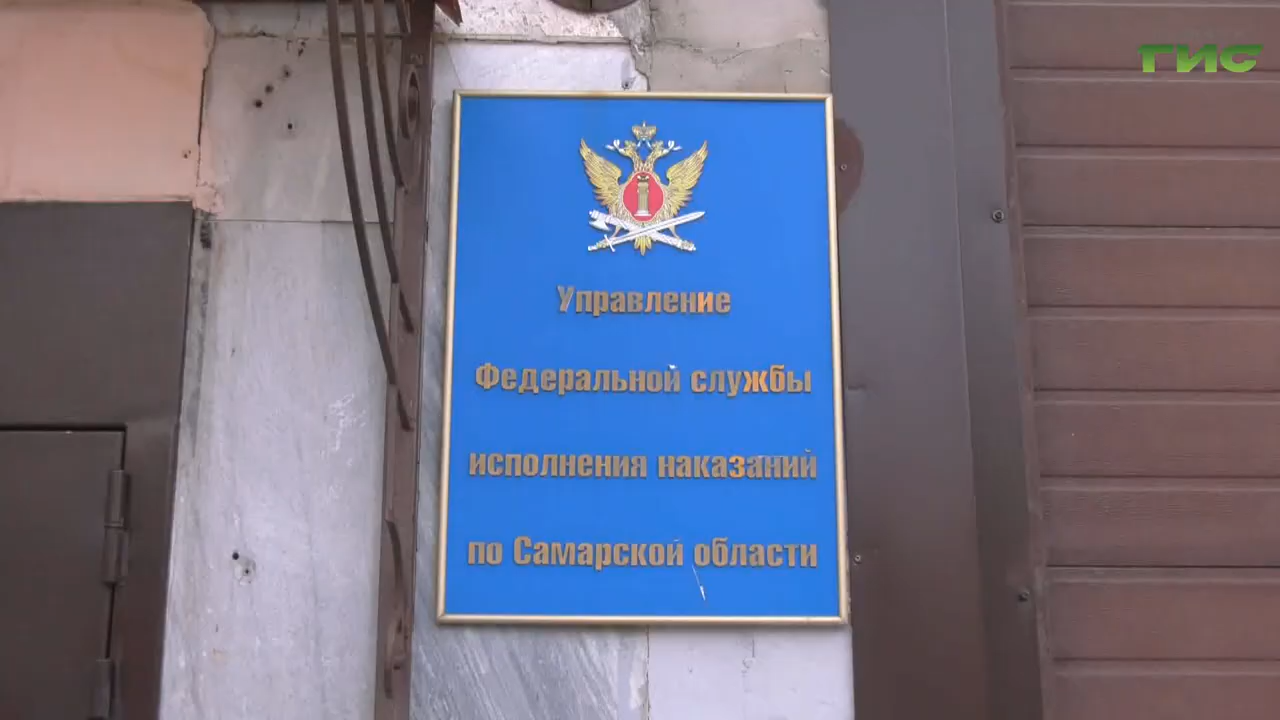 ГИС
Управление
Федеральной службы
исполнения наказаний
по Самарской области